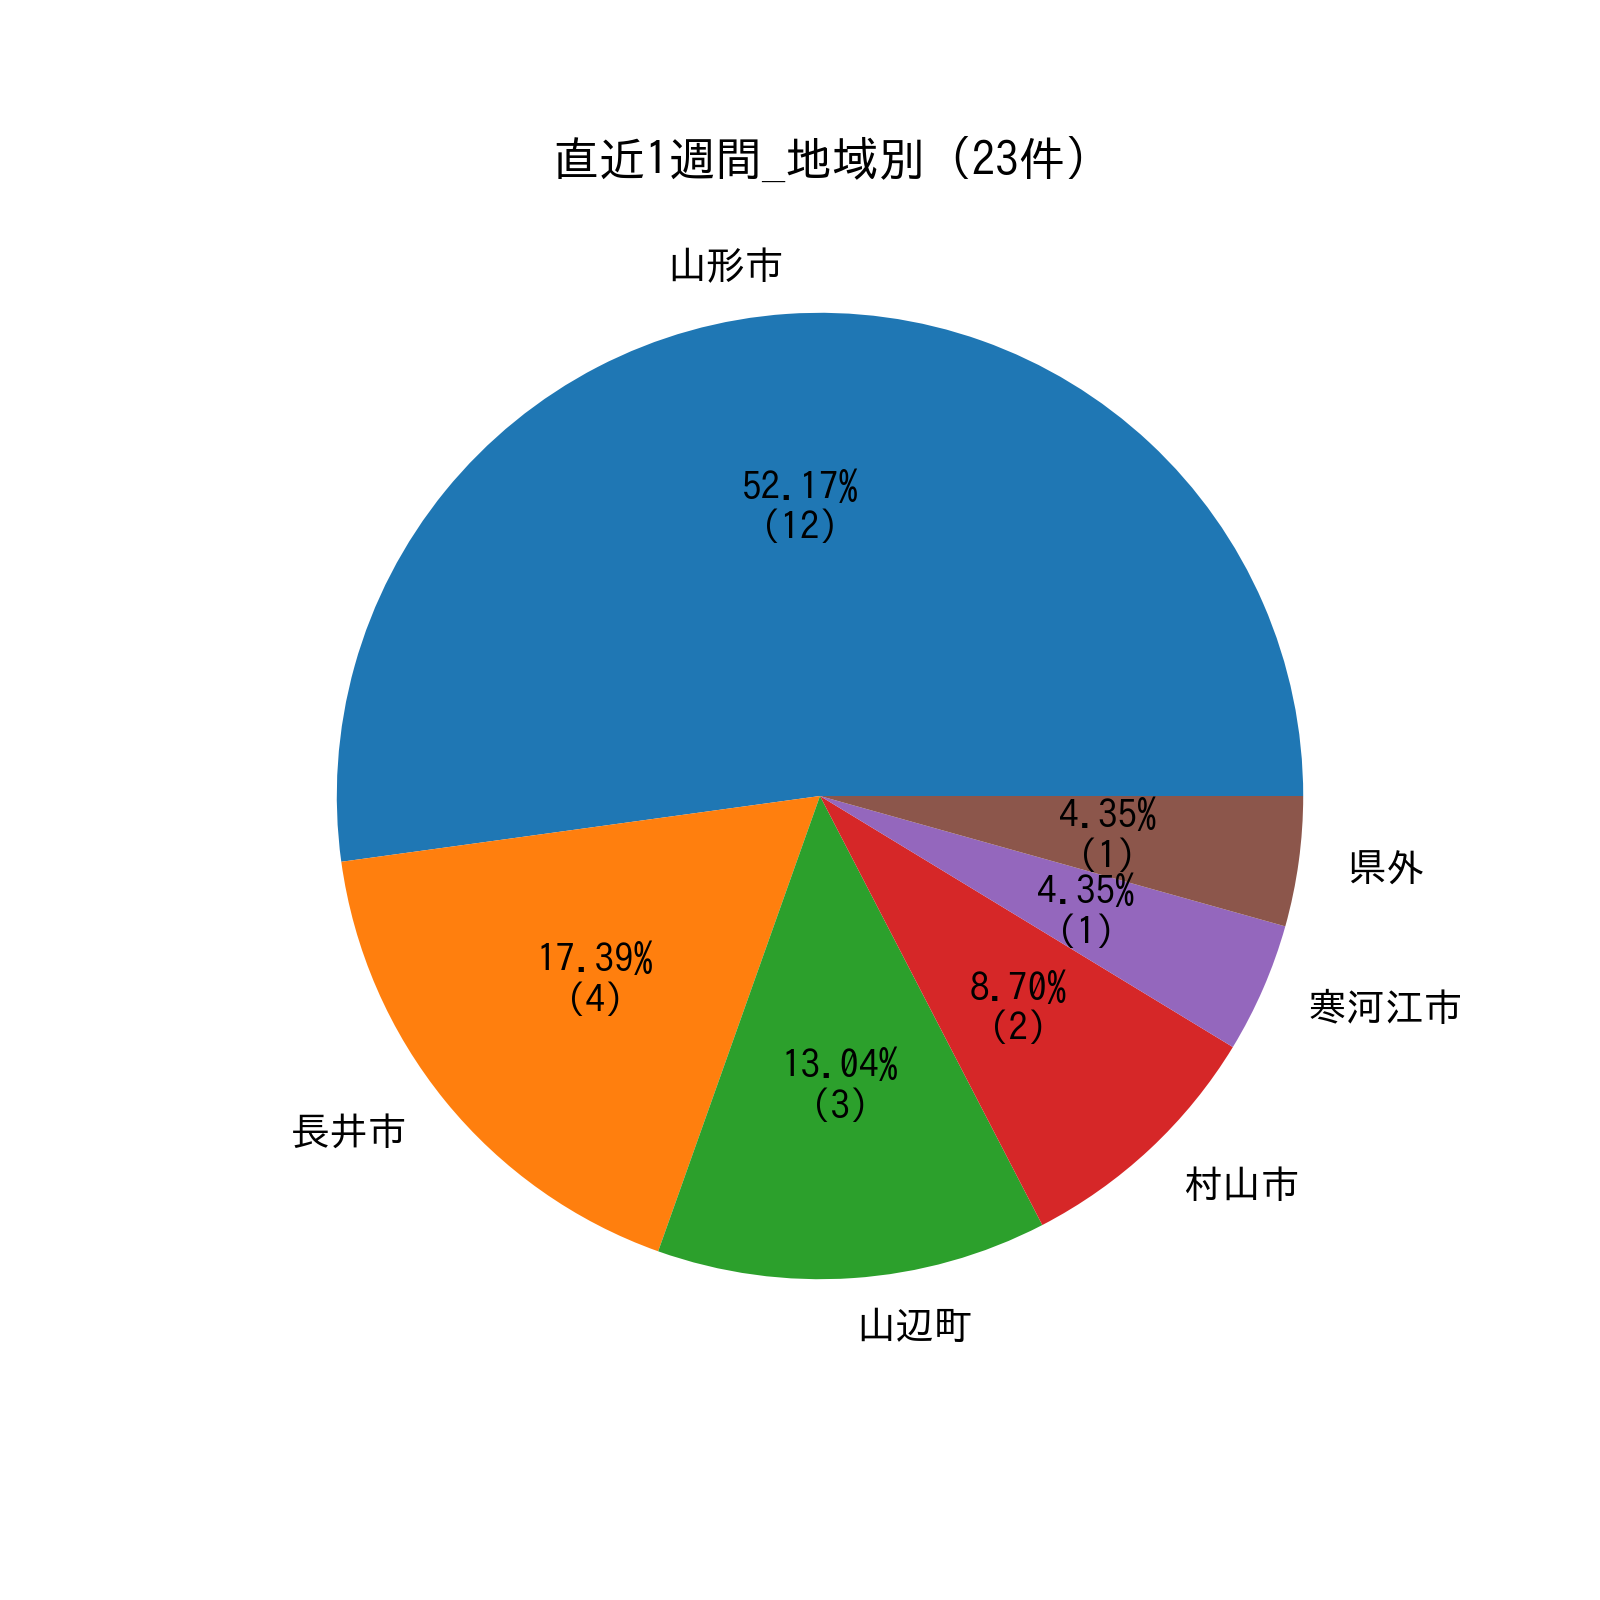 直近1週間_地域別（23件）
山形市
52.17%
(12)
4.35%
(1)
県外
4.35%
(1)
寒河江市
17.39%
(4)
8.70%
(2)
13.04%
(3)
長井市
村山市
山辺町